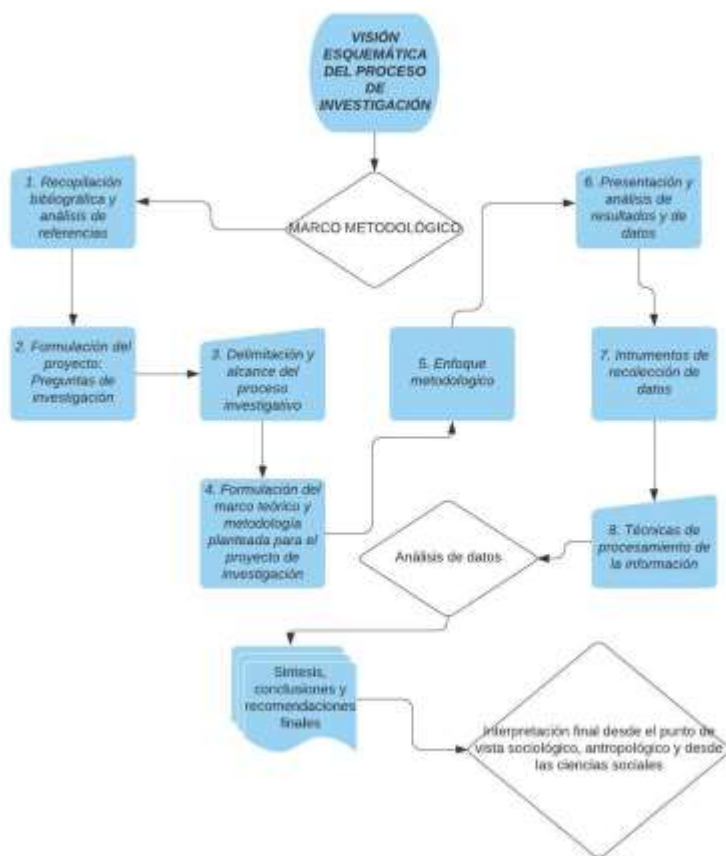 VISIÓN
ESQUEMÁTICA
DEL PROCESO
DE
INVESTIGACIÓN
MARCO METODOLÓGICO
1. Recopilación
bibliográfica y
análisis de
referencias
2. Formulación del
proyecto:
Preguntas de
investigación
3. Delimitación y
alcance del
proceso
investigativo
4. Formulación del
marco teórico y
metodología
planteada para el
proyecto de
investigación
5. Enfoque
metodologico
6. Presentación y
análisis de
resultados y de
datos
7. Intrumentos de
recolección de
datos
8. Técnicas de
procesamiento de
la información
Análisis de datos
Síntesis,
conclusiones y
recomendaciones
finales
Interpretación final desde el punto de
vista sociológico, antropológico y desde
las ciencias sociales